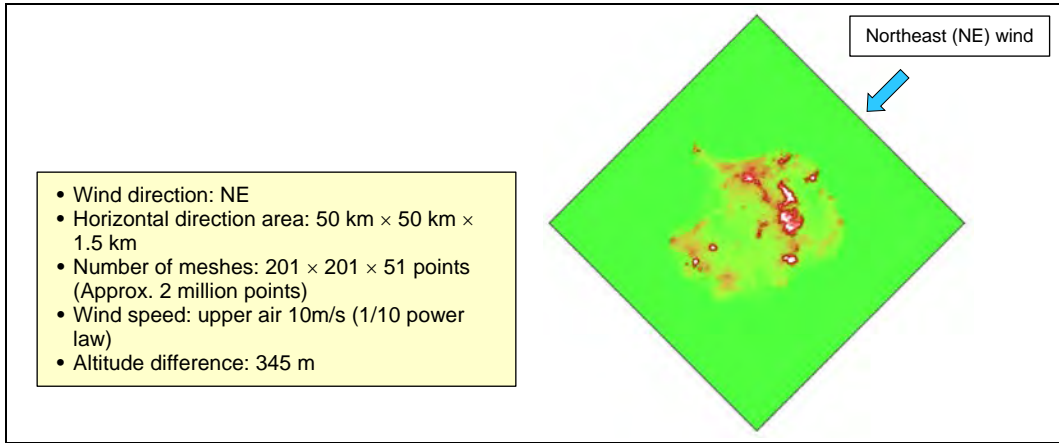 Northeast (NE) wind
• Wind direction: NE
• Horizontal direction area: 50 km × 50 km ×
1.5 km
• Number of meshes: 201 × 201 × 51 points
(Approx. 2 million points)
• Wind speed: upper air 10m/s (1/10 power
law)
• Altitude difference: 345 m